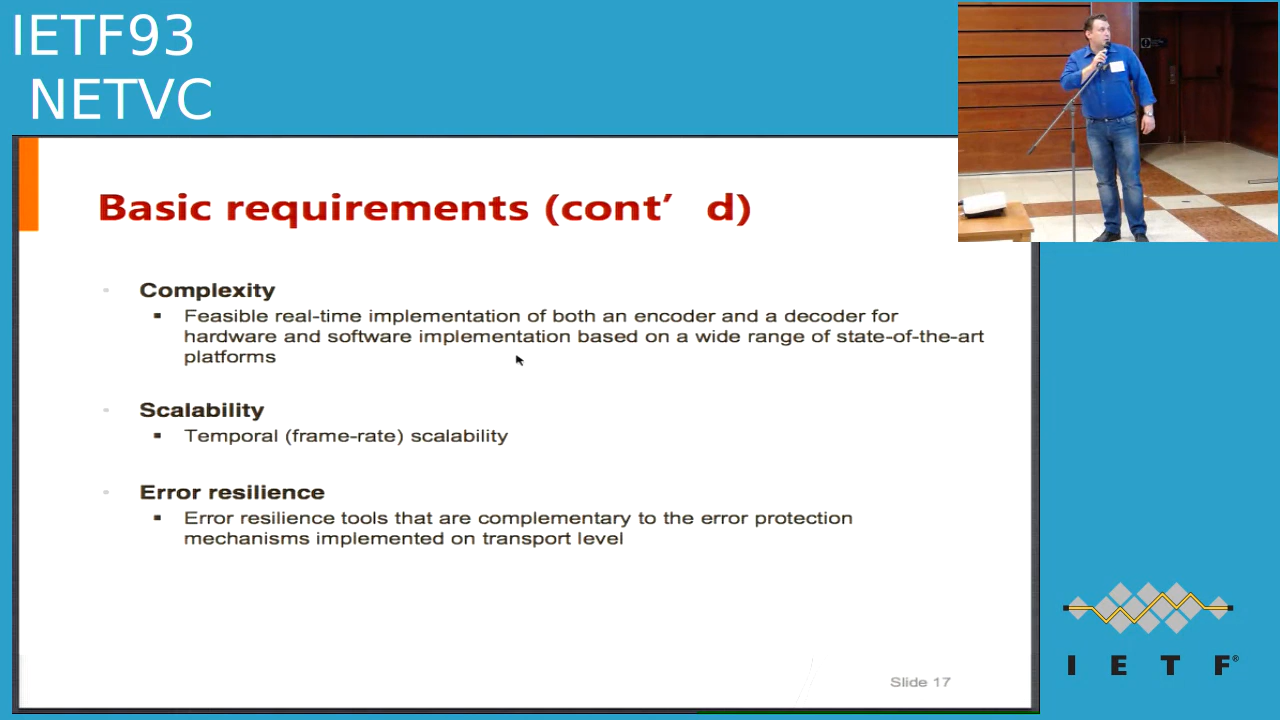 IETF93
NETVC
Basic requirements (cont’ d)
Complexity
Feasible real-time implementation of both an encoder and a decoder for
hardware and software implementation based on a wide range of state-of-the-art
platforms
Scalability
Temporal (frame-rate) scalability
Error resilience
Error resilience tools that are complementary to the error protection
mechanisms implemented on transport level
Slide 17
I E T F®